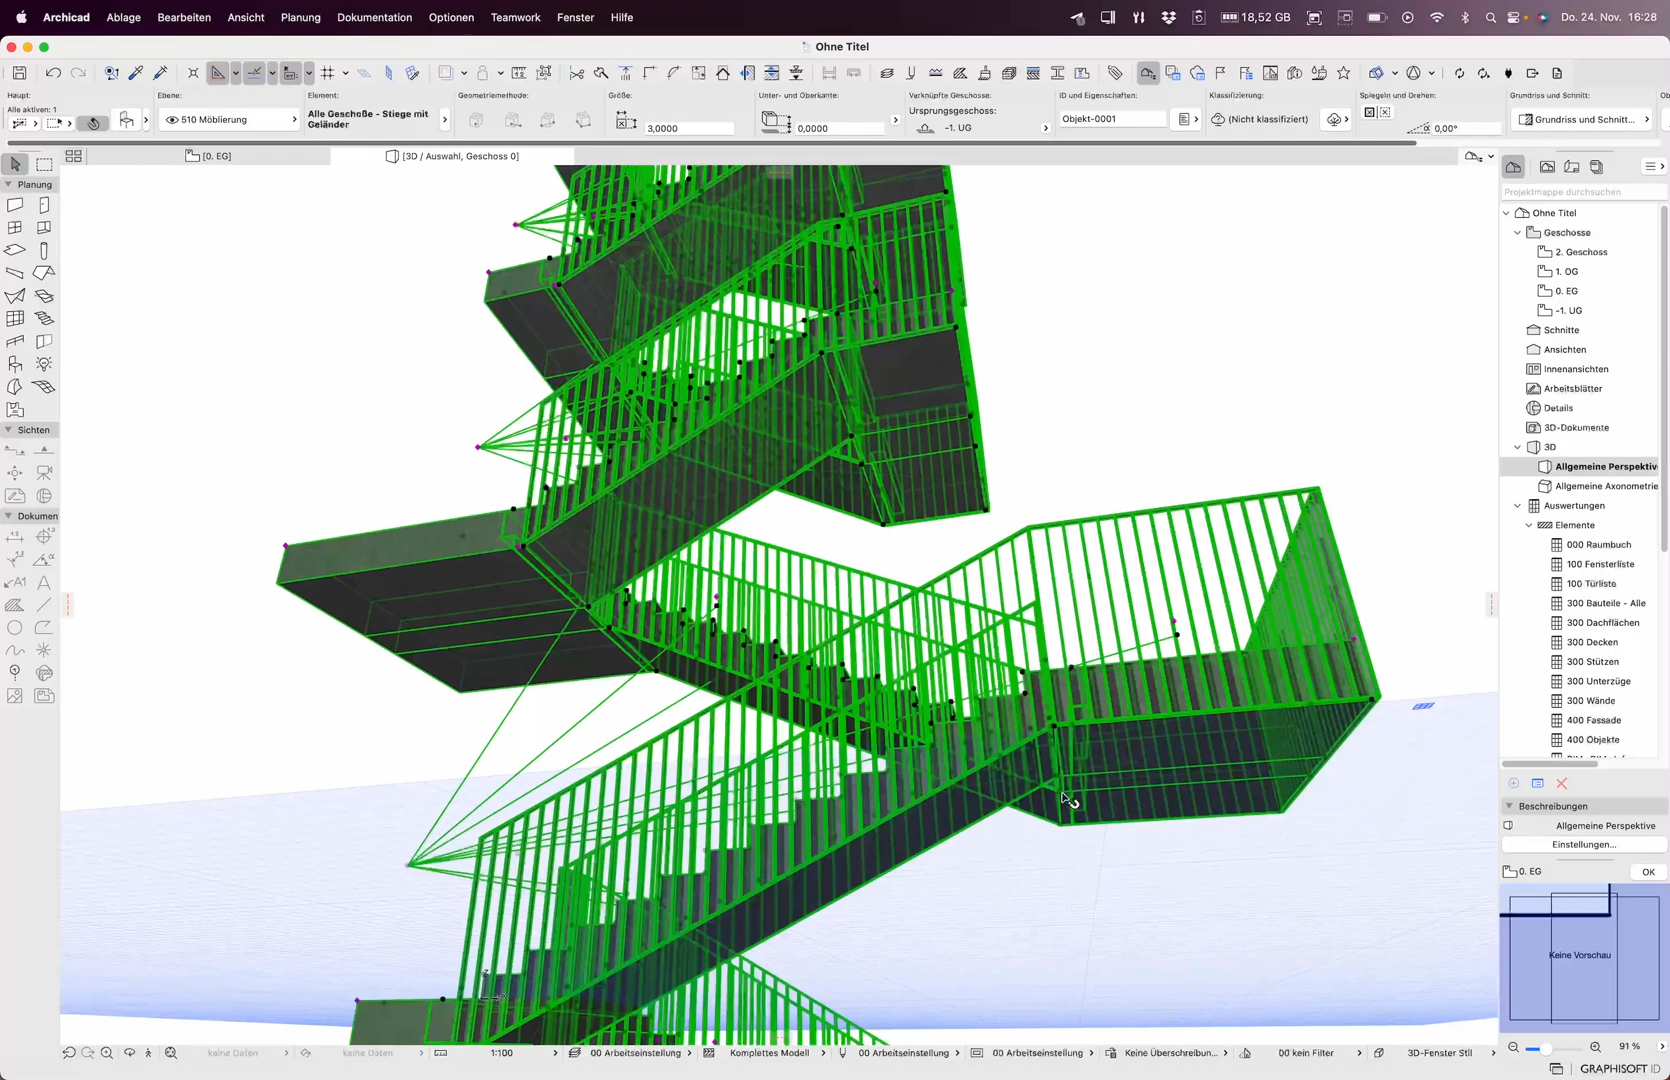 Archicad Ablage Bearbeiten Ansicht Planung Dokumentation Optionen Teamwork Fenster Hilfe 18,52 GB Do. 24. Nov. 16:28
Ohne Titel
Haupt: Ebene: Element: Geometriemethode: Größe: Unter- und Oberkante: Verknüpfte Geschosse: ID und Eigenschaften: Klassifizierung: Spiegeln und Drehen: Grundriss und Schnitt:
Alle aktiven: 1
510 Möblierung
Alle Geschoße - Stiege mit
Geländer
3,0000
0,0000
Ursprungsgeschoss:
-1. UG
Objekt-0001
(Nicht klassifiziert)
0,00°
Grundriss und Schnitt...
[0. EG]
[3D / Auswahl, Geschoss 0]
Planung
Sichten
Dokumen
Projektmappe durchsuchen
Ohne Titel
Geschosse
2. Geschoss
1. OG
0. EG
-1. UG
Schnitte
Ansichten
Innenansichten
Arbeitsblätter
Details
3D-Dokumente
3D
Allgemeine Perspektiv
Allgemeine Axonometrie
Auswertungen
Elemente
000 Raumbuch
100 Fensterliste
100 Türliste
300 Bauteile - Alle
300 Dachflächen
300 Decken
300 Stützen
300 Unterzüge
300 Wände
400 Fassade
400 Objekte
Beschreibungen
Allgemeine Perspektive
Einstellungen...
0. EG
OK
Keine Vorschau
91 %
keine Daten keine Daten 1:100 00 Arbeitseinstellung Komplettes Modell 00 Arbeitseinstellung 00 Arbeitseinstellung Keine Überschreibun... 00 kein Filter 3D-Fenster Stil
GRAPHISOFT ID